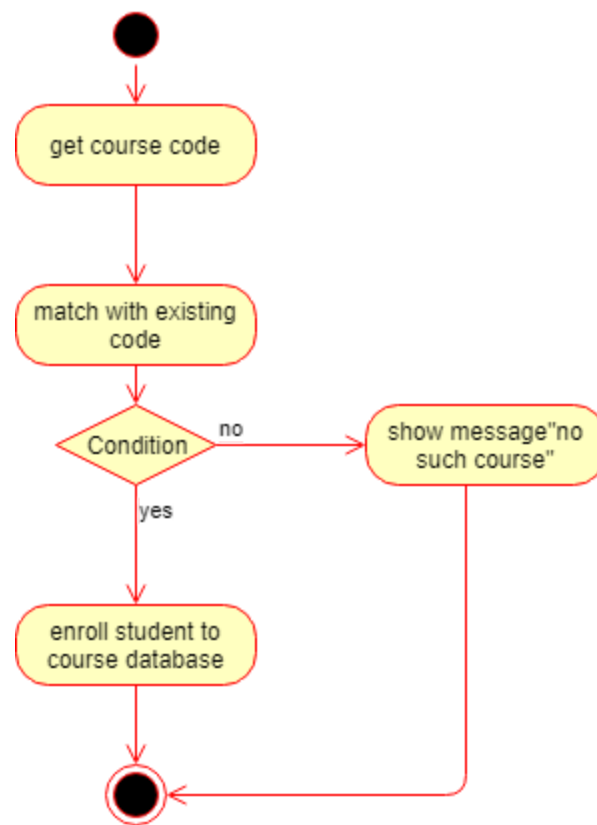 get course code
match with existing
code
Condition
no
show message"no
such course"
yes
enroll student to
course database